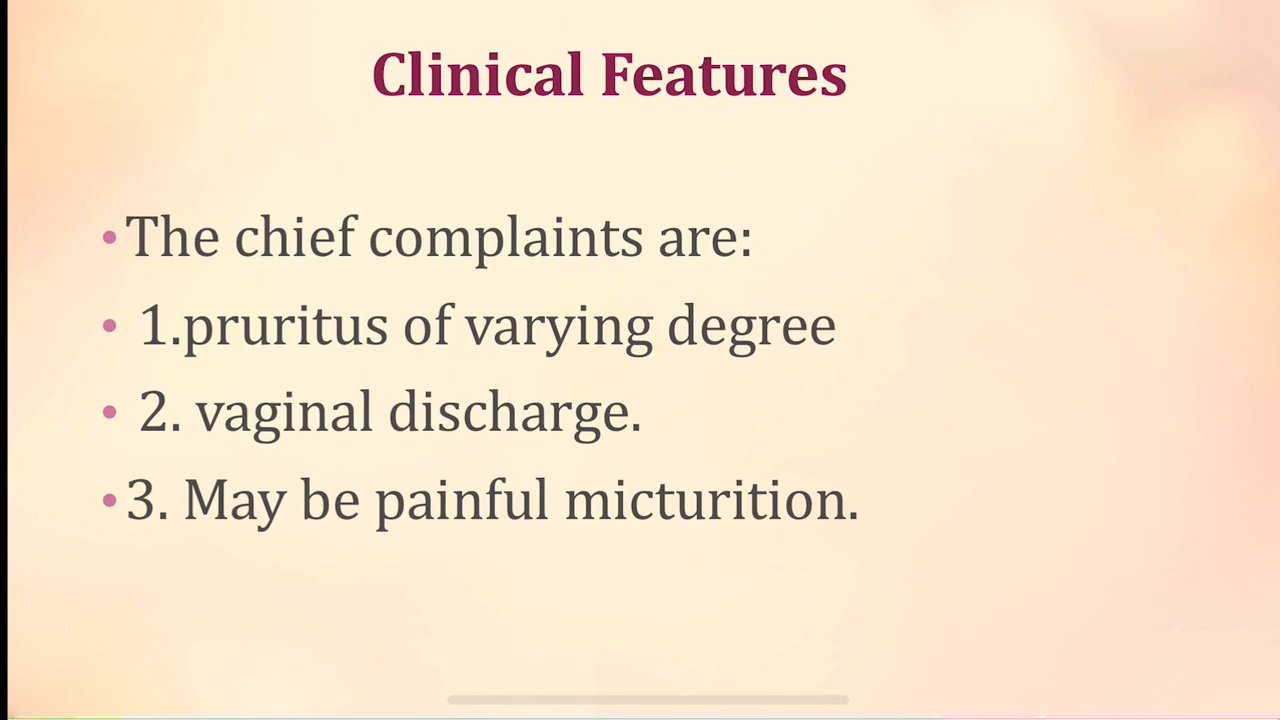 Clinical Features
•The chief complaints are:
• 1.pruritus of varying degree
• 2. vaginal discharge.
•3. May be painful micturition.